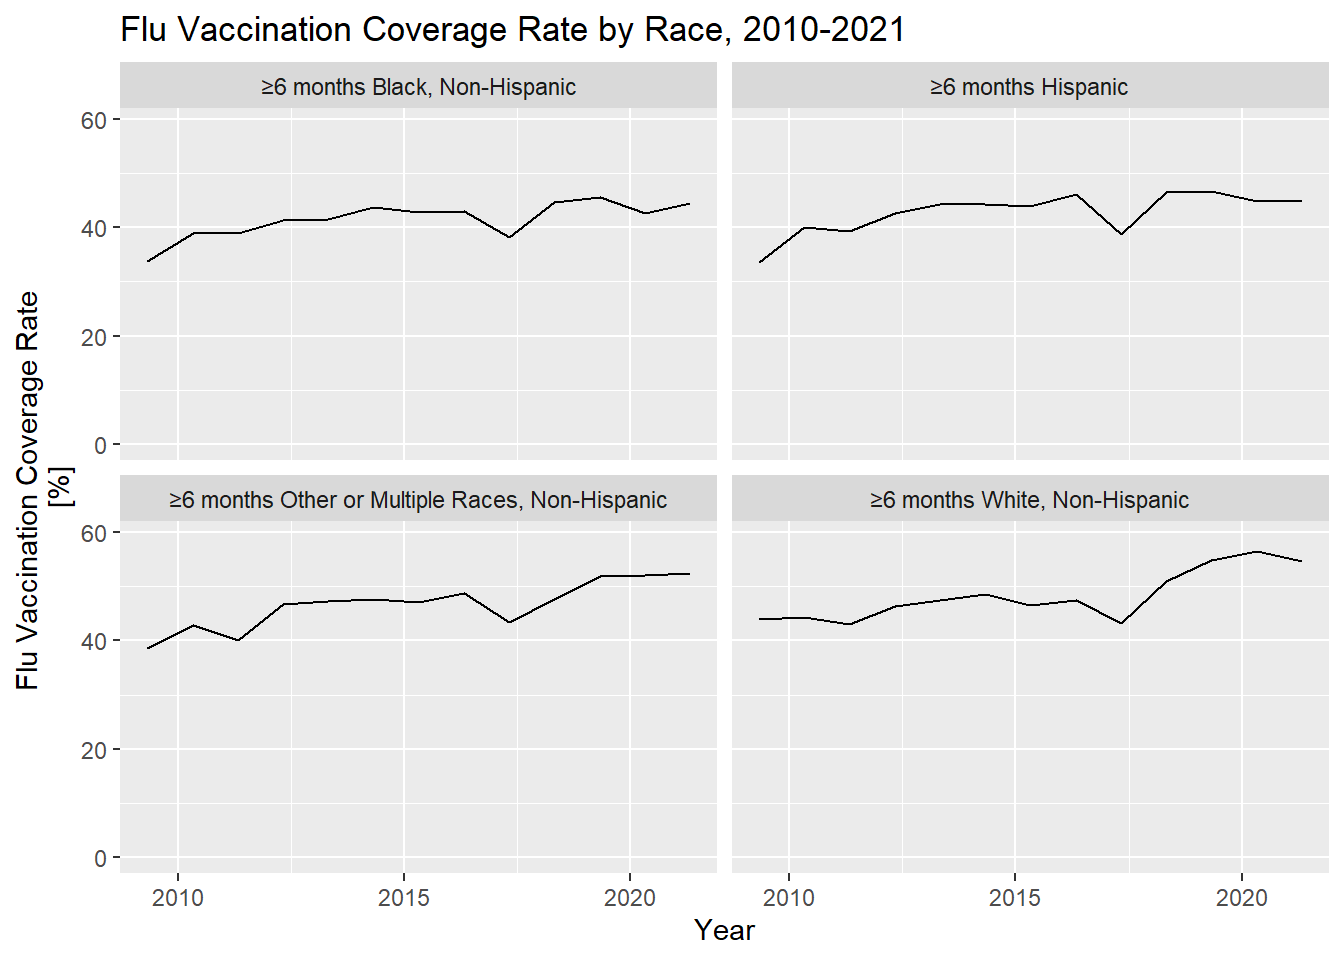 Flu Vaccination Coverage Rate by Race, 2010-2021
≥6 months Black, Non-Hispanic
≥6 months Hispanic
60
40
20
0
≥6 months Other or Multiple Races, Non-Hispanic
≥6 months White, Non-Hispanic
60
40
20
0
Flu Vaccination Coverage Rate
[%]
2010
2015
2020
2010
2015
2020
Year